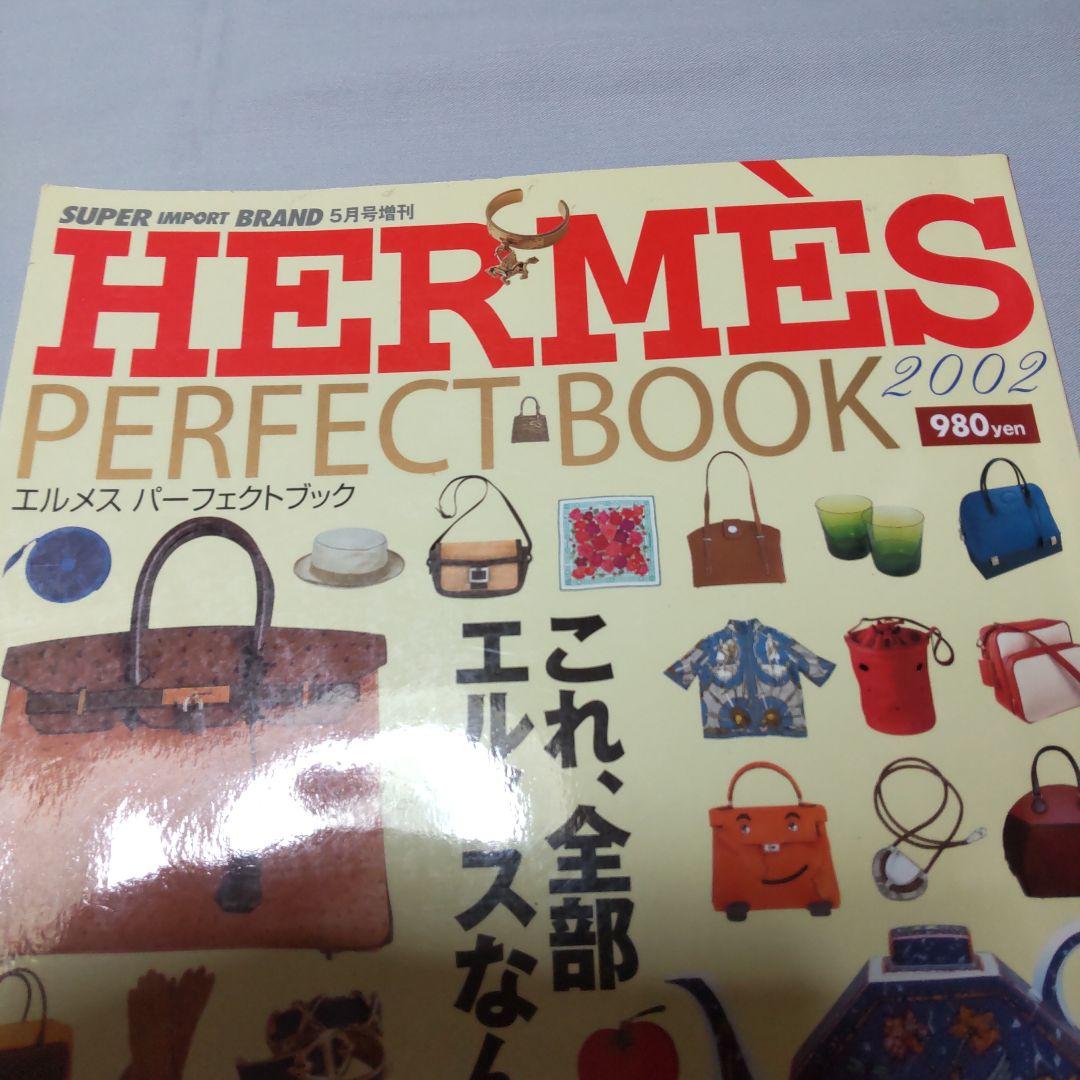 SUPER IMPORT BRAND 5月号増刊
HERMÈS
PERFECT BOOK 2002
980yen
エルメス パーフェクトブック
これ、全部
エル スなん